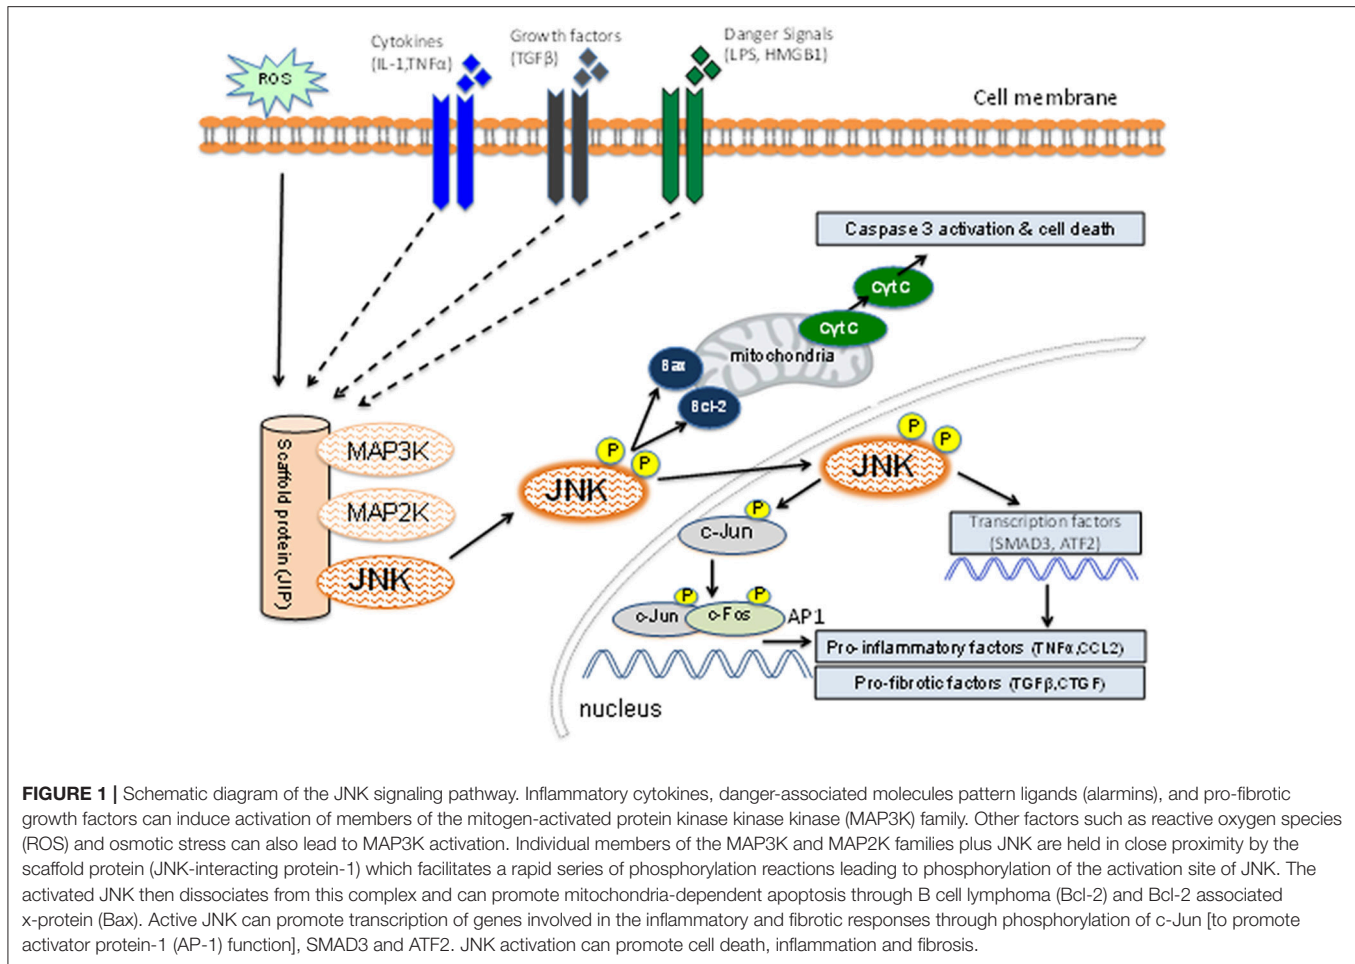 ROS
Cytokines
(IL-1,TNFα)
Growth factors
(TGFβ)
Danger Signals
(LPS, HMGB1)
Cell membrane
Caspase 3 activation & cell death
Cyt C
Cyt C
mitochondria
Bax
Bcl-2
Scaffold protein (JIP)
MAP3K
MAP2K
JNK
P
P
JNK
P
P
JNK
P
c-Jun
Transcription factors
(SMAD3, ATF2)
P
P
c-Jun
c-Fos
AP1
Pro-inflammatory factors (TNFα,CCL2)
Pro-fibrotic factors (TGFβ,CTGF)
nucleus
FIGURE 1 | Schematic diagram of the JNK signaling pathway. Inflammatory cytokines, danger-associated molecules pattern ligands (alarmins), and pro-fibrotic
growth factors can induce activation of members of the mitogen-activated protein kinase kinase kinase (MAP3K) family. Other factors such as reactive oxygen species
(ROS) and osmotic stress can also lead to MAP3K activation. Individual members of the MAP3K and MAP2K families plus JNK are held in close proximity by the
scaffold protein (JNK-interacting protein-1) which facilitates a rapid series of phosphorylation reactions leading to phosphorylation of the activation site of JNK. The
activated JNK then dissociates from this complex and can promote mitochondria-dependent apoptosis through B cell lymphoma (Bcl-2) and Bcl-2 associated
x-protein (Bax). Active JNK can promote transcription of genes involved in the inflammatory and fibrotic responses through phosphorylation of c-Jun [to promote
activator protein-1 (AP-1) function], SMAD3 and ATF2. JNK activation can promote cell death, inflammation and fibrosis.